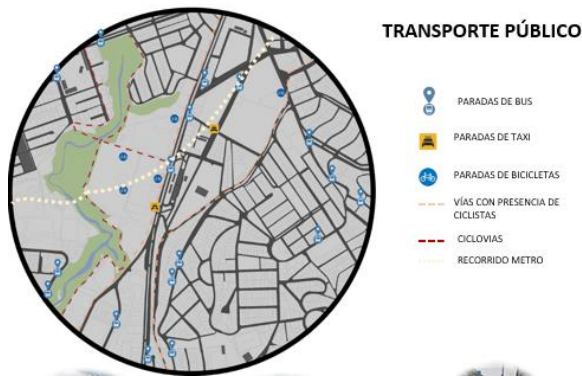 TRANSPORTE PÚBLICO
PARADAS DE BUS
PARADAS DE TAXI
PARADAS DE BICICLETAS
VÍAS CON PRESENCIA DE
CICLISTAS
CICLOVIAS
RECORRIDO METRO